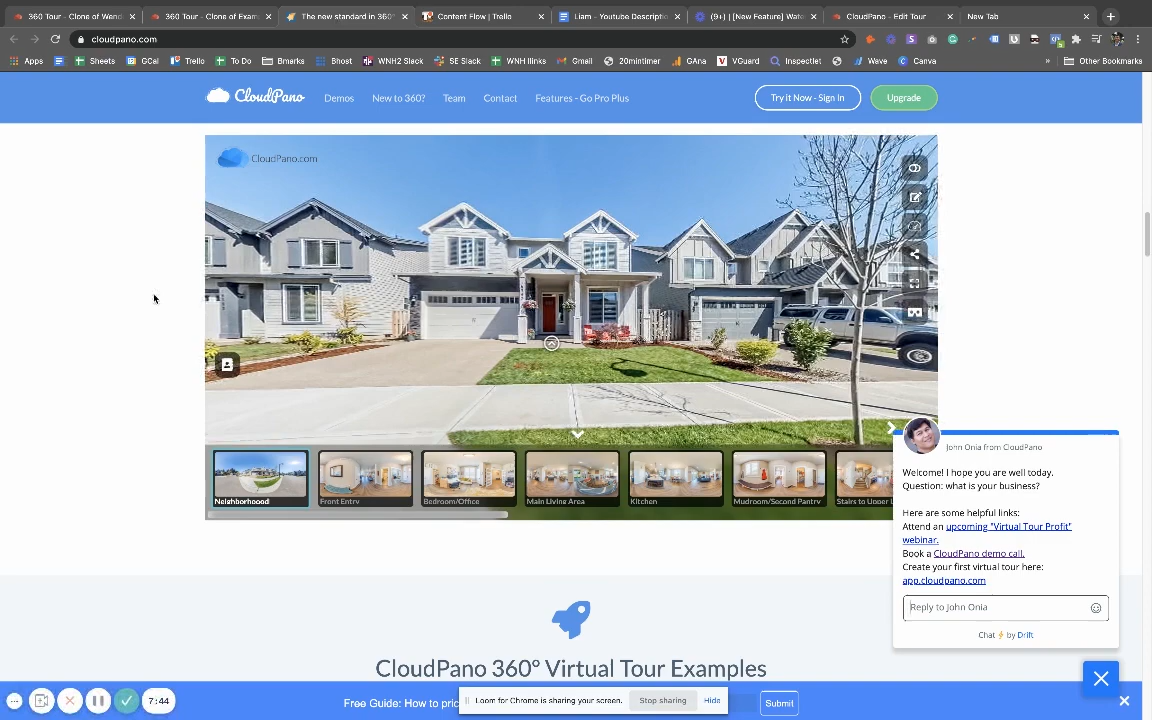 360 Tour - Clone of Wend
360 Tour - Clone of Exam
The new standard in 360°
Content Flow | Trello
Liam - Youtube Descriptio
(9+) | [New Feature] Wate
CloudPano - Edit Tour
New Tab
cloudpano.com
Apps
Sheets
GCal
Trello
To Do
Bmarks
Bhost
WNH2 Slack
SE Slack
WNH llinks
Gmail
20mintimer
GAna
VGuard
Inspectlet
Wave
Canva
»
Other Bookmarks
CloudPano
Demos
New to 360?
Team
Contact
Features - Go Pro Plus
Try it Now - Sign In
Upgrade
CloudPano.com
Neighborhoood
Front Entry
Bedroom/Office
Main Living Area
Kitchen
Mudroom/Second Pantry
Stairs to Upper L
John Onia from CloudPano
Welcome! I hope you are well today.
Question: what is your business?
Here are some helpful links:
Attend an upcoming "Virtual Tour Profit"
webinar.
Book a CloudPano demo call.
Create your first virtual tour here:
app.cloudpano.com
Reply to John Onia
Chat ⚡ by Drift
CloudPano 360° Virtual Tour Examples
7:44
Free Guide: How to pric
Loom for Chrome is sharing your screen.
Stop sharing
Hide
Submit